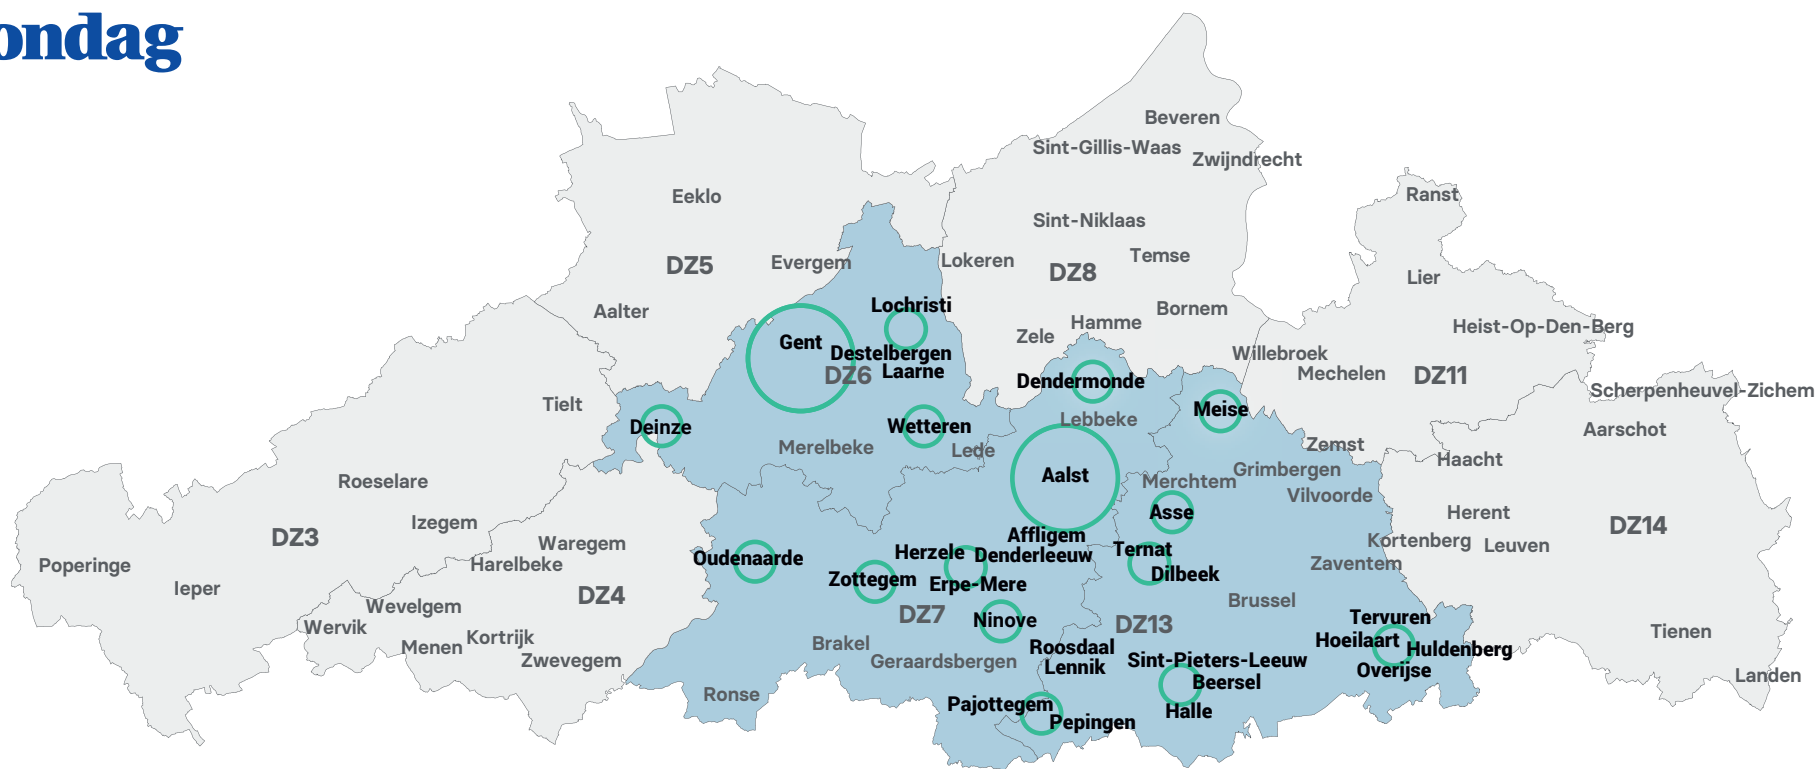 ondag
Beveren
Sint-Gillis-Waas
Zwijndrecht
Eeklo
Ranst
Sint-Niklaas
DZ5
Evergem
Lokeren
DZ8
Temse
Lier
Aalter
Lochristi
Bornem
Zele
Hamme
Heist-Op-Den-Berg
Gent
Destelbergen
Laarne
DZ6
Willebroek
Mechelen
DZ11
Dendermonde
Scherpenheuvel-Zichem
Tielt
Meise
Deinze
Wetteren
Lebbeke
Aarschot
Merelbeke
Lede
Zemst
Haacht
Aalst
Grimbergen
Merchtem
Vilvoorde
Roeselare
Asse
Herent
Izegem
DZ3
DZ14
Waregem
Affligem
Denderleeuw
Herzele
Erpe-Mere
Ternat
Dilbeek
Kortenberg
Leuven
Poperinge
Harelbeke
Oudenaarde
Zottegem
Zaventem
Ieper
DZ4
DZ7
Brussel
Wevelgem
Ninove
DZ13
Tervuren
Wervik
Kortrijk
Menen
Brakel
Roosdaal
Lennik
Hoeilaart
Huldenberg
Tienen
Zwevegem
Geraardsbergen
Sint-Pieters-Leeuw
Beersel
Overijse
Landen
Ronse
Pajottegem
Pepingen
Halle